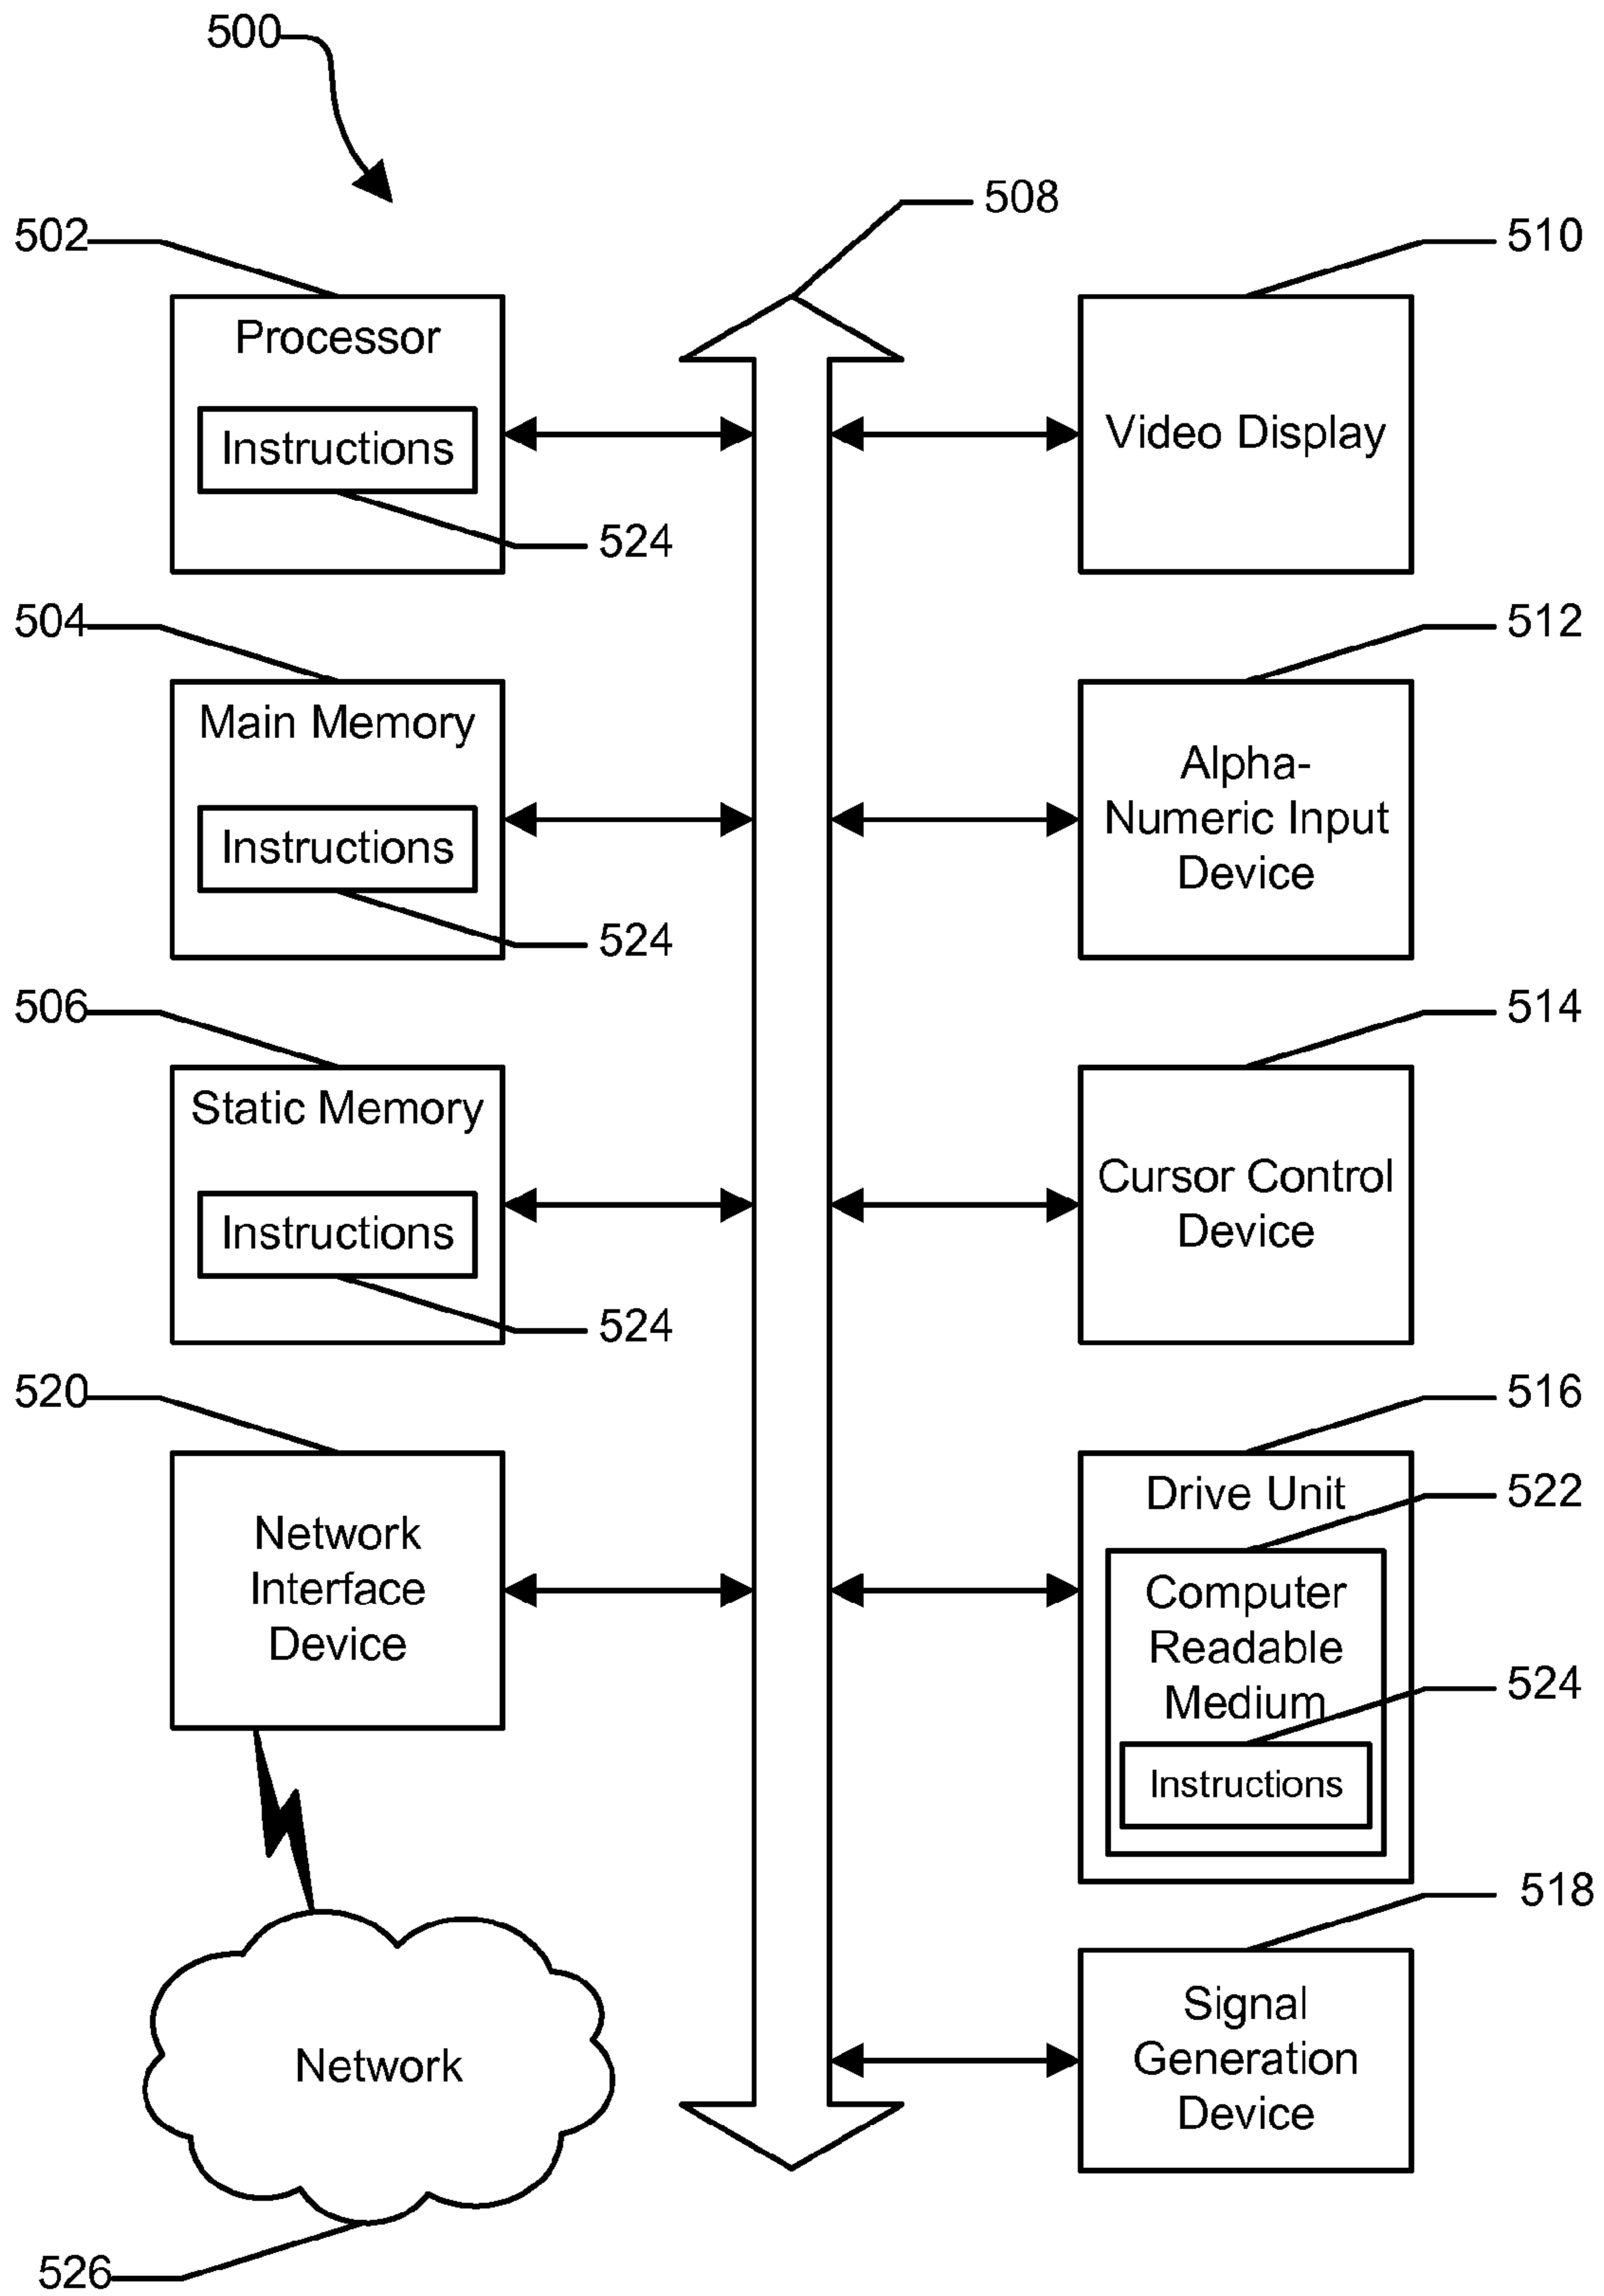 500
508
502
510
Processor
Instructions
524
Video Display
504
512
Main Memory
Instructions
524
Alpha-
Numeric Input
Device
506
514
Static Memory
Instructions
524
Cursor Control
Device
520
516
Network
Interface
Device
Drive Unit
522
Computer
Readable
Medium
524
Instructions
518
Signal
Generation
Device
Network
526